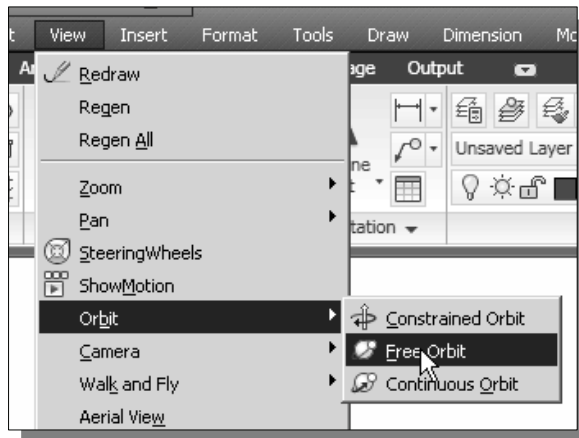 View Insert Format Tools Draw Dimension
Redraw
Output
Regen
Regen All
Unsaved Layer
Zoom
Pan
SteeringWheels
ShowMotion
Orbit
Constrained Orbit
Camera
Free Orbit
Walk and Fly
Continuous Orbit
Aerial View